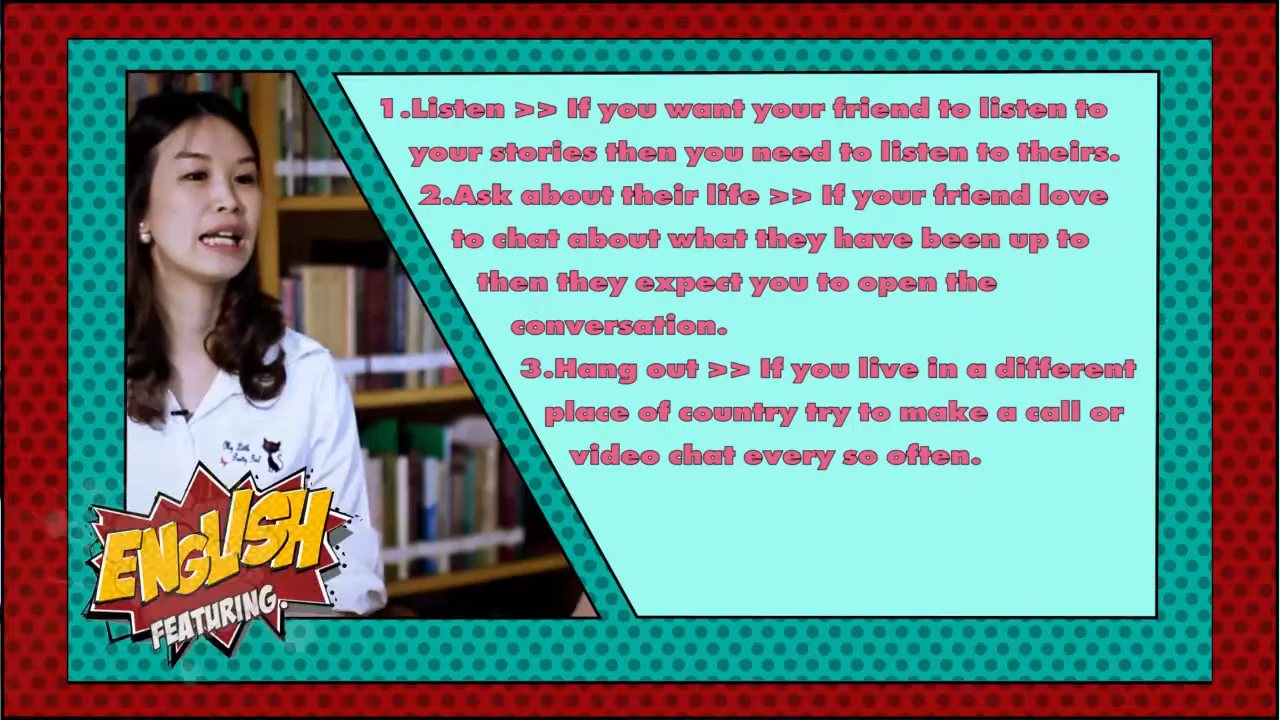 1.Listen >> If you want your friend to listen to
your stories then you need to listen to theirs.
2.Ask about their life >> If your friend love
to chat about what they have been up to
then they expect you to open the
conversation.
3.Hang out >> If you live in a different
place of country try to make a call or
video chat every so often.
My Little
ENGLISH
FEATURING.